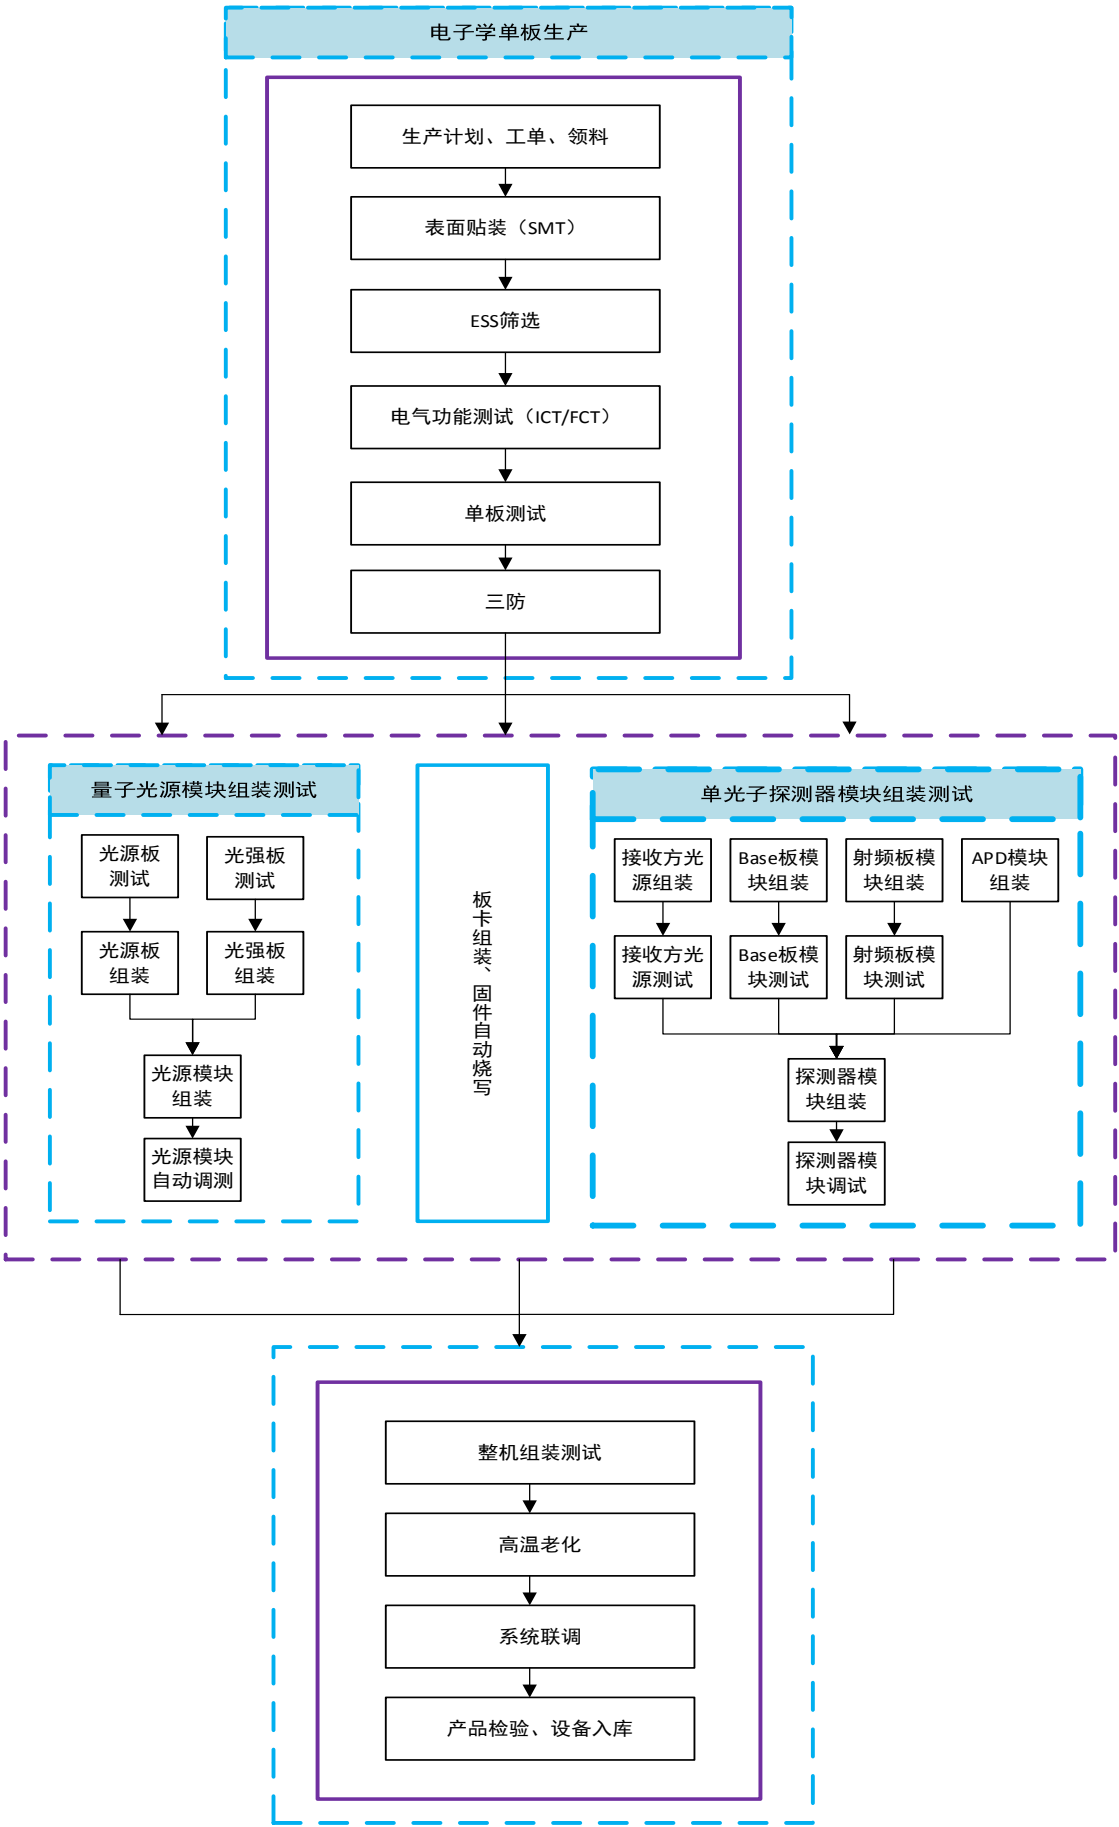 电子学单板生产
生产计划、工单、领料
表面贴装（SMT）
ESS筛选
电气功能测试（ICT/FCT）
单板测试
三防
量子光源模块组装测试
光源板
测试
光强板
测试
光源板
组装
光强板
组装
光源模块
组装
光源模块
自动调测
板卡组装、固件自动烧写
单光子探测器模块组装测试
接收方光
源组装
Base板模
块组装
射频板模
块组装
APD模块
组装
接收方光
源测试
Base板模
块测试
射频板模
块测试
探测器模
块组装
探测器模
块调试
整机组装测试
高温老化
系统联调
产品检验、设备入库